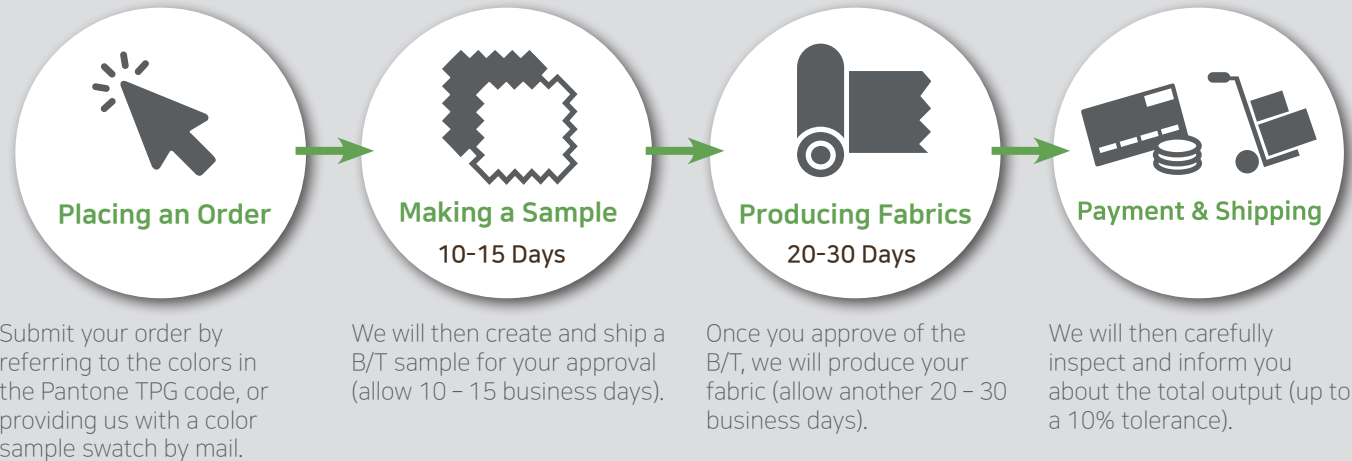 Placing an Order
Submit your order by
referring to the colors in
the Pantone TPG code, or
providing us with a color
sample swatch by mail.
Making a Sample
10-15 Days
We will then create and ship a
B/T sample for your approval
(allow 10 – 15 business days).
Producing Fabrics
20-30 Days
Once you approve of the
B/T, we will produce your
fabric (allow another 20 – 30
business days).
Payment & Shipping
We will then carefully
inspect and inform you
about the total output (up to
a 10% tolerance).